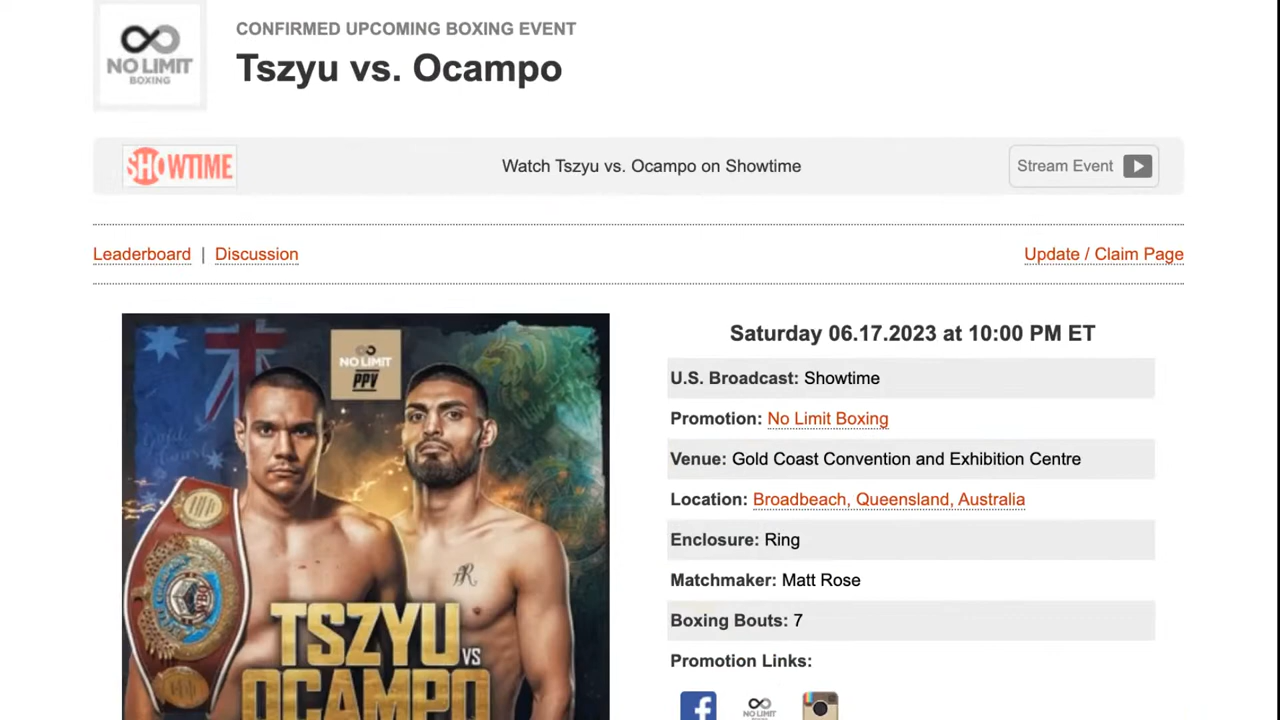 NO LIMIT
BOXING
CONFIRMED UPCOMING BOXING EVENT
Tszyu vs. Ocampo
SHOWTIME
Watch Tszyu vs. Ocampo on Showtime
Stream Event
Leaderboard | Discussion
Update / Claim Page
NO LIMIT
PPV
WBO
TSZYU
VS
OCAMPO
Saturday 06.17.2023 at 10:00 PM ET
U.S. Broadcast: Showtime
Promotion: No Limit Boxing
Venue: Gold Coast Convention and Exhibition Centre
Location: Broadbeach, Queensland, Australia
Enclosure: Ring
Matchmaker: Matt Rose
Boxing Bouts: 7
Promotion Links:
NO LIMIT